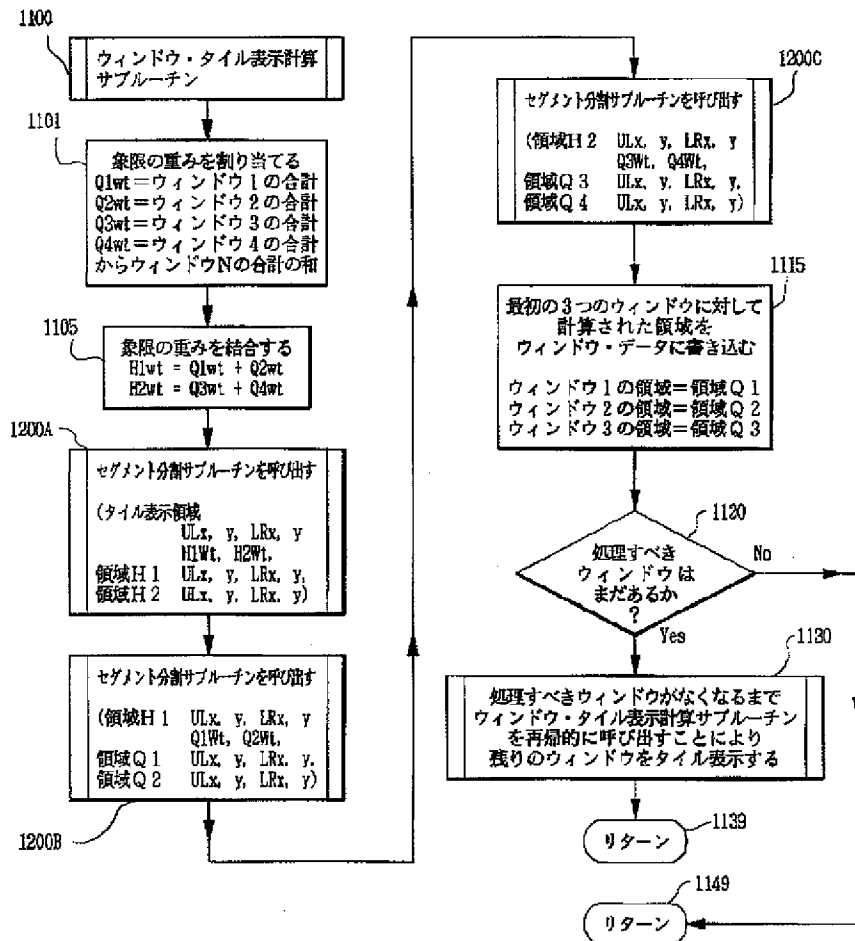 1100
ウィンドウ・タイル表示計算
サブルーチン
1101
象限の重みを割り当てる
Q1wt=ウィンドウ1の合計
Q2wt=ウィンドウ2の合計
Q3wt=ウィンドウ3の合計
Q4wt=ウィンドウ4の合計
からウィンドウNの合計の和
1105
象限の重みを結合する
H1wt = Q1wt + Q2wt
H2wt = Q3wt + Q4wt
1200A
セグメント分割サブルーチンを呼び出す
(タイル表示領域
ULx, y, LRx, y
H1Wt, H2Wt,
領域H1 ULx, y, LRx, y,
領域H2 ULx, y, LRx, y)
セグメント分割サブルーチンを呼び出す
(領域H1 ULx, y, LRx, y
Q1Wt, Q2Wt,
領域Q1 ULx, y, LRx, y,
領域Q2 ULx, y, LRx, y)
1200B
1200C
セグメント分割サブルーチンを呼び出す
(領域H2 ULx, y, LRx, y
Q3Wt, Q4Wt,
領域Q3 ULx, y, LRx, y,
領域Q4 ULx, y, LRx, y)
1115
最初の3つのウィンドウに対して
計算された領域を
ウィンドウ・データに書き込む
ウィンドウ1の領域=領域Q1
ウィンドウ2の領域=領域Q2
ウィンドウ3の領域=領域Q3
1120
処理すべき
ウィンドウは
まだあるか
?
No
Yes
1130
処理すべきウィンドウがなくなるまで
ウィンドウ・タイル表示計算サブルーチン
を再帰的に呼び出すことにより
残りのウィンドウをタイル表示する
1139
リターン
1149
リターン